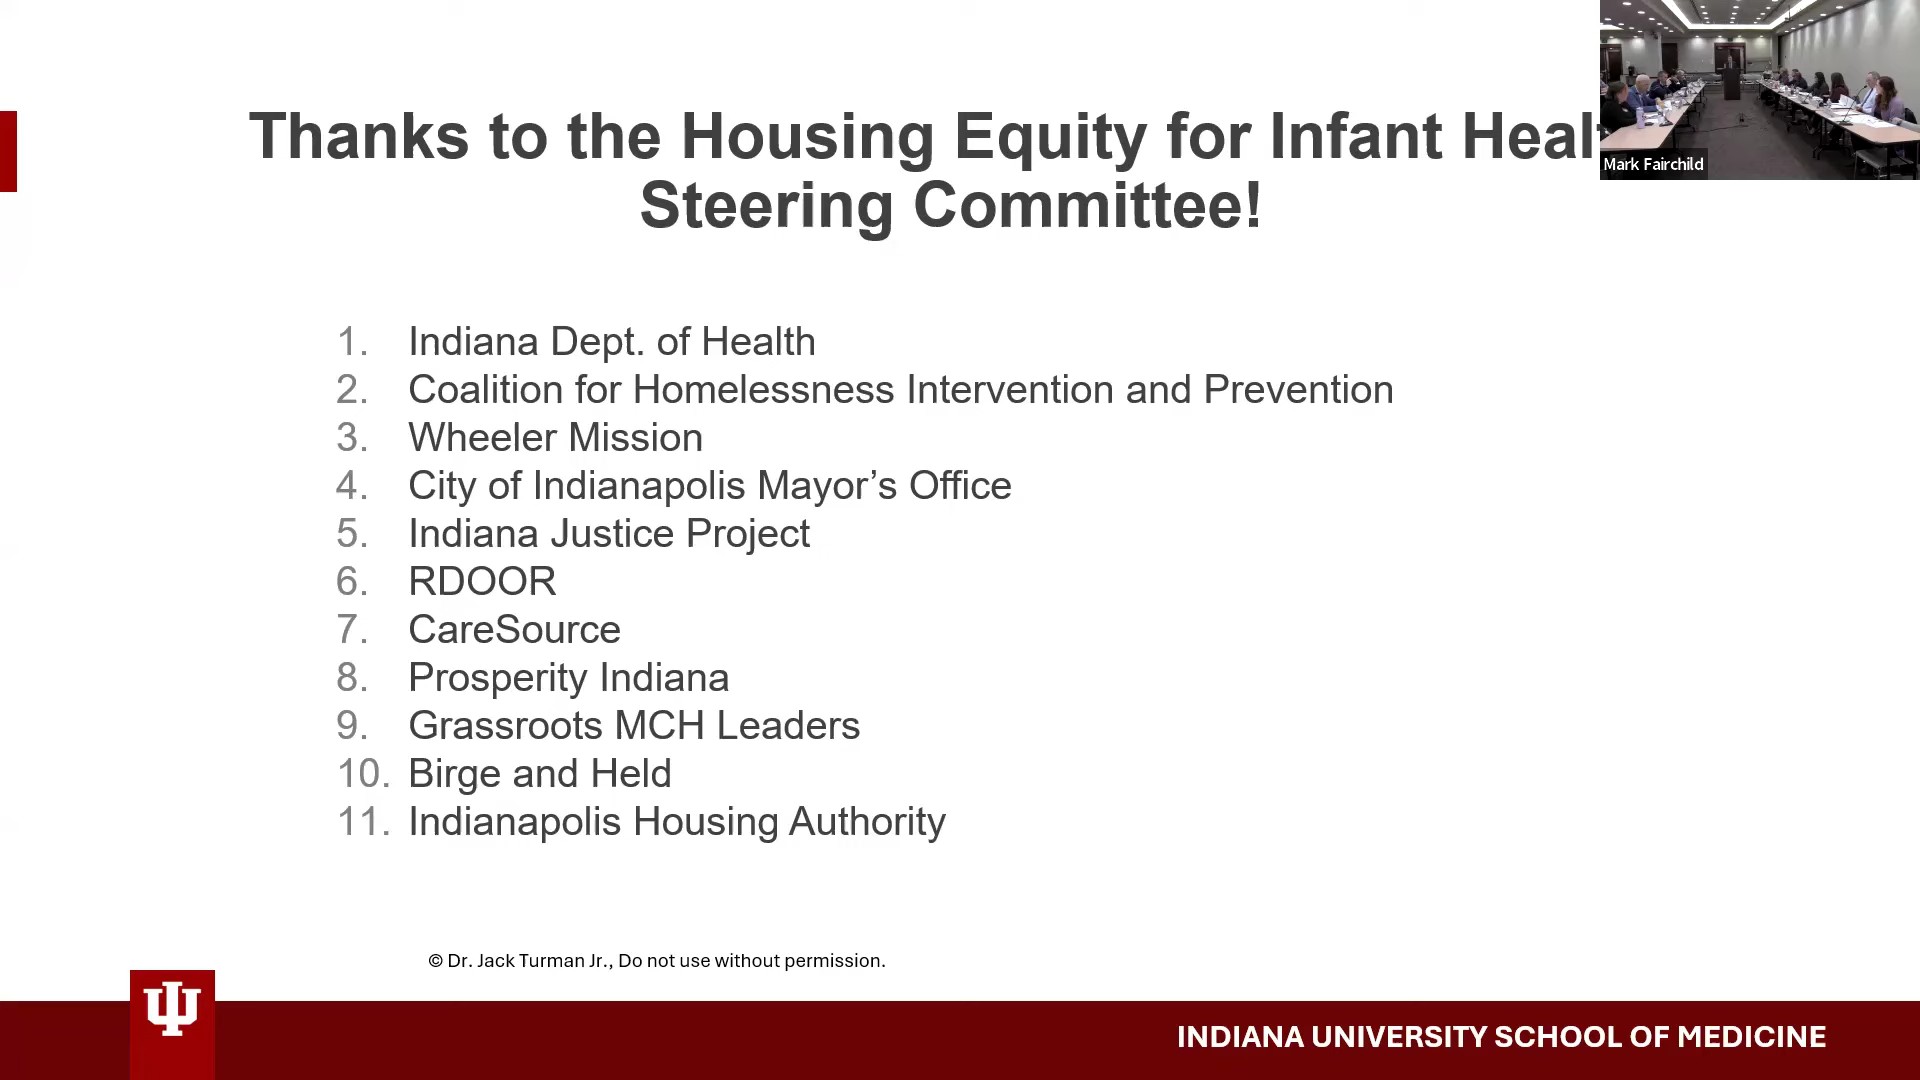 Thanks to the Housing Equity for Infant Heal
Steering Committee!
Mark Fairchild
1. Indiana Dept. of Health
2. Coalition for Homelessness Intervention and Prevention
3. Wheeler Mission
4. City of Indianapolis Mayor’s Office
5. Indiana Justice Project
6. RDOOR
7. CareSource
8. Prosperity Indiana
9. Grassroots MCH Leaders
10. Birge and Held
11. Indianapolis Housing Authority
© Dr. Jack Turman Jr., Do not use without permission.
INDIANA UNIVERSITY SCHOOL OF MEDICINE